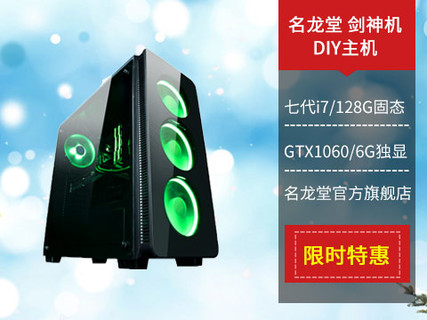 名龙堂 剑神机
DIY主机
七代i7/128G固态
GTX1060/6G独显
名龙堂官方旗舰店
限时特惠